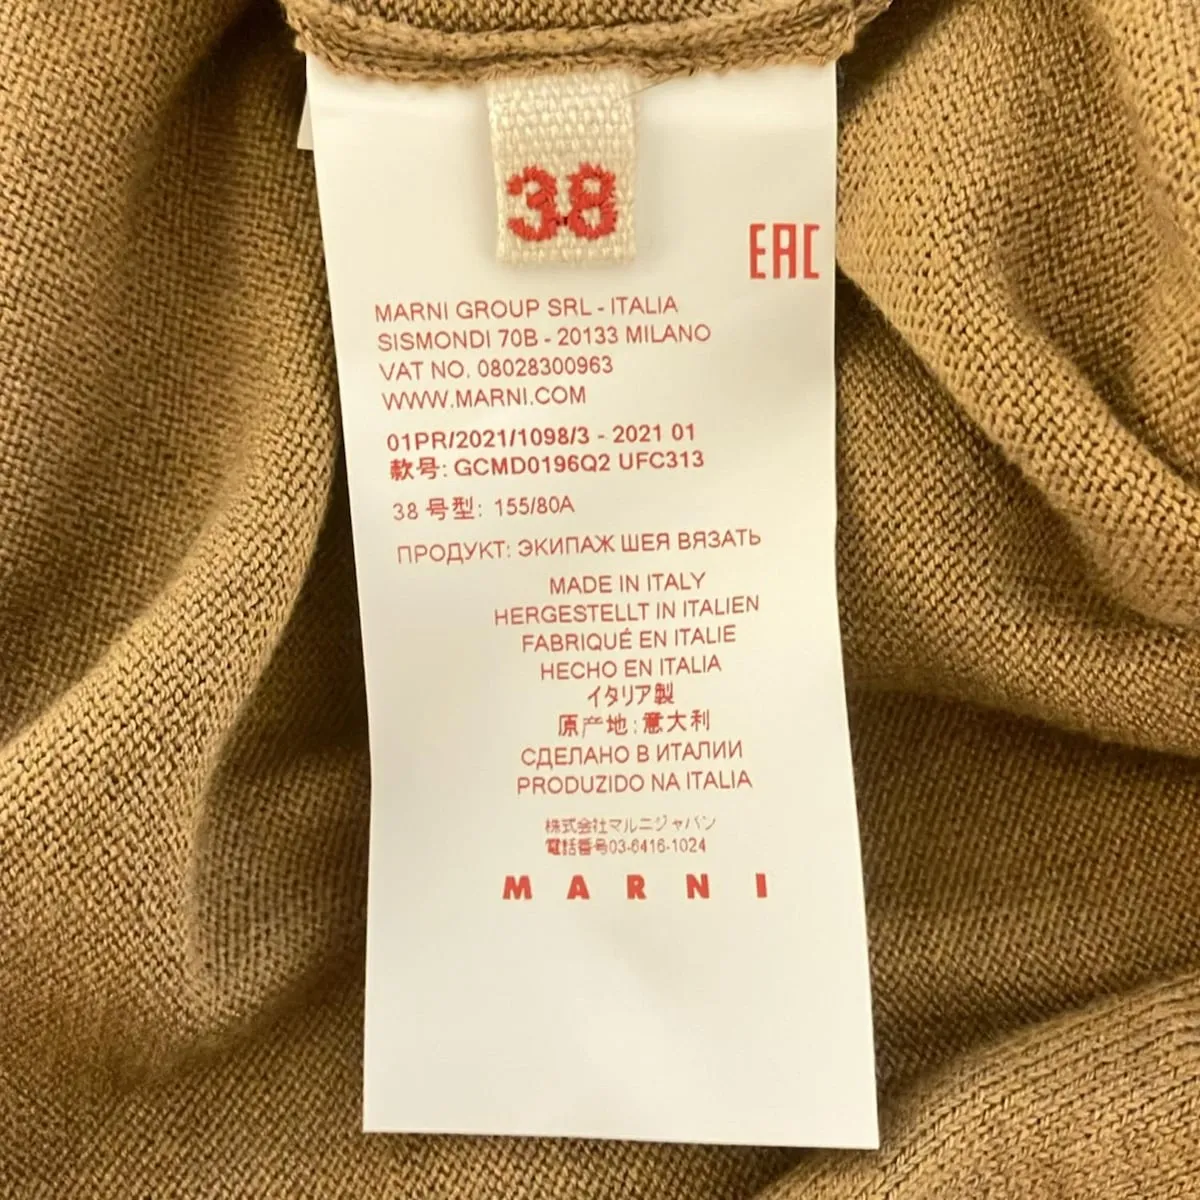 38
EAC
MARNI GROUP SRL - ITALIA
SISMONDI 70B - 20133 MILANO
VAT NO. 08028300963
WWW.MARNI.COM
01PR/2021/1098/3 - 2021 01
款号: GCMD0196Q2 UFC313
38 号型: 155/80A
ПРОДУКТ: ЭКИПАЖ ШЕЯ ВЯЗАТЬ
MADE IN ITALY
HERGESTELLT IN ITALIEN
FABRIQUÉ EN ITALIE
HECHO EN ITALIA
イタリア製
原产地: 意大利
СДЕЛАНО В ИТАЛИИ
PRODUZIDO NA ITALIA
株式会社マルニジャパン
電話番号03-6416-1024
MARNI